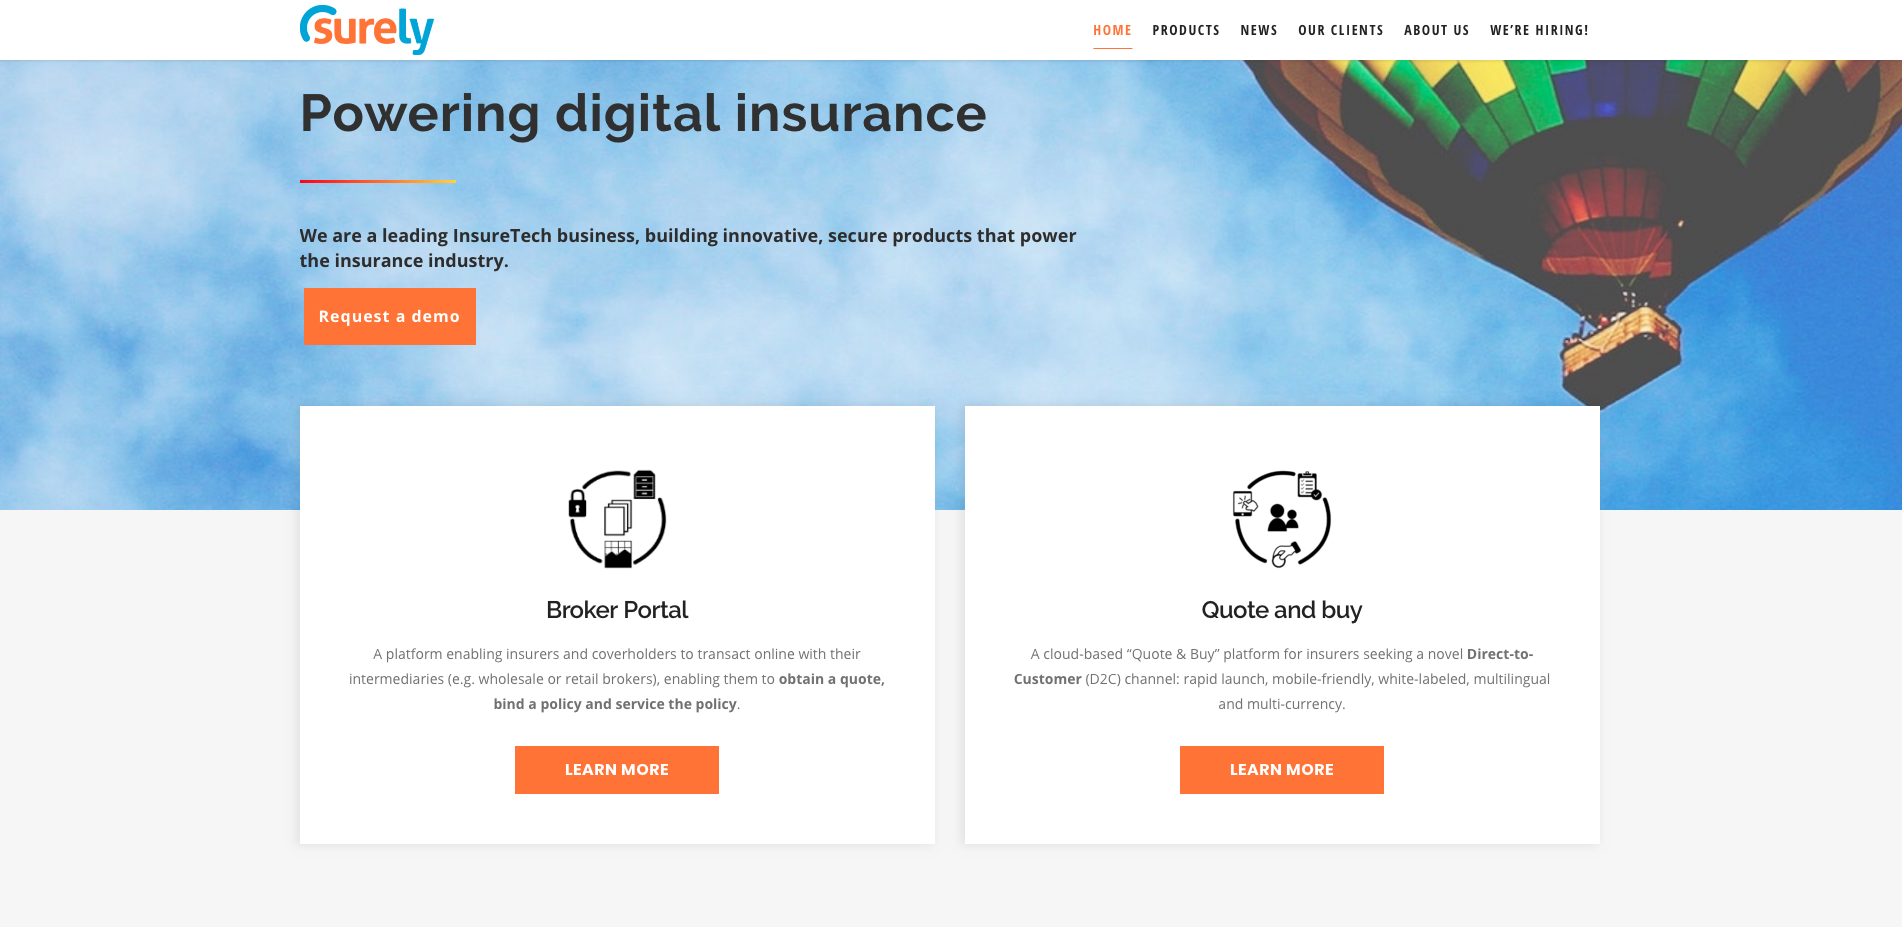 surely
HOME PRODUCTS NEWS OUR CLIENTS ABOUT US WE’RE HIRING!
Powering digital insurance
We are a leading InsureTech business, building innovative, secure products that power
the insurance industry.
Request a demo
Broker Portal
A platform enabling insurers and coverholders to transact online with their
intermediaries (e.g. wholesale or retail brokers), enabling them to obtain a quote,
bind a policy and service the policy.
LEARN MORE
Quote and buy
A cloud-based “Quote & Buy” platform for insurers seeking a novel Direct-to-
Customer (D2C) channel: rapid launch, mobile-friendly, white-labeled, multilingual
and multi-currency.
LEARN MORE